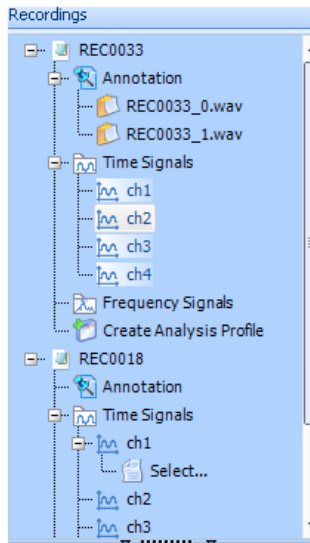 Recordings
REC0033
Annotation
REC0033_0.wav
REC0033_1.wav
Time Signals
ch1
ch2
ch3
ch4
Frequency Signals
Create Analysis Profile
REC0018
Annotation
Time Signals
ch1
Select...
ch2
ch3